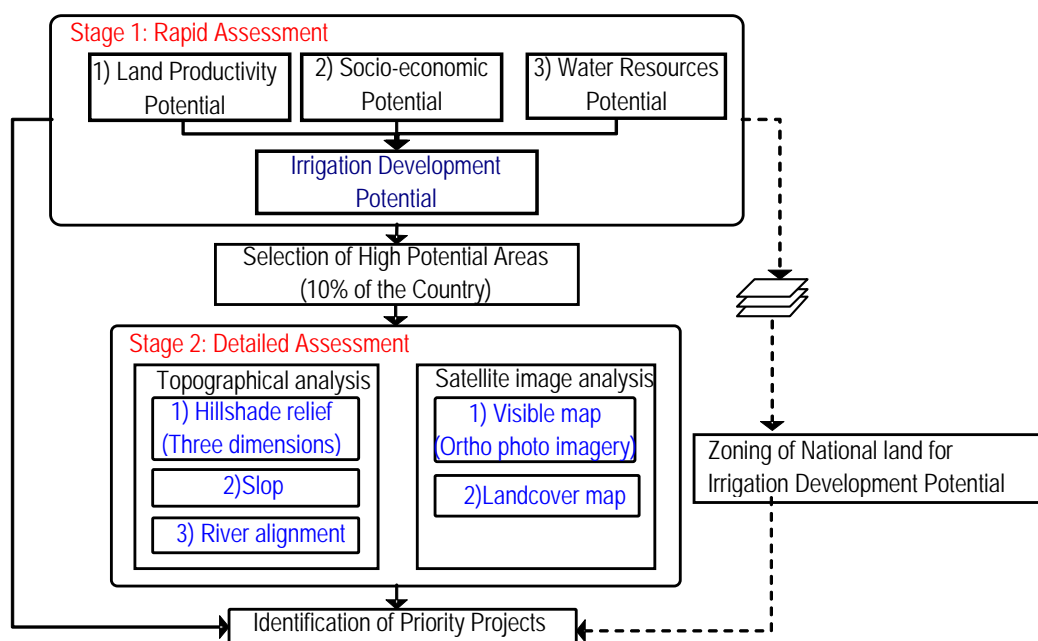 Stage 1: Rapid Assessment
1) Land Productivity
Potential
2) Socio-economic
Potential
3) Water Resources
Potential
Irrigation Development
Potential
Selection of High Potential Areas
(10% of the Country)
Stage 2: Detailed Assessment
Topographical analysis
1) Hillshade relief
(Three dimensions)
2)Slop
3) River alignment
Satellite image analysis
1) Visible map
(Ortho photo imagery)
2)Landcover map
Zoning of National land for
Irrigation Development Potential
Identification of Priority Projects